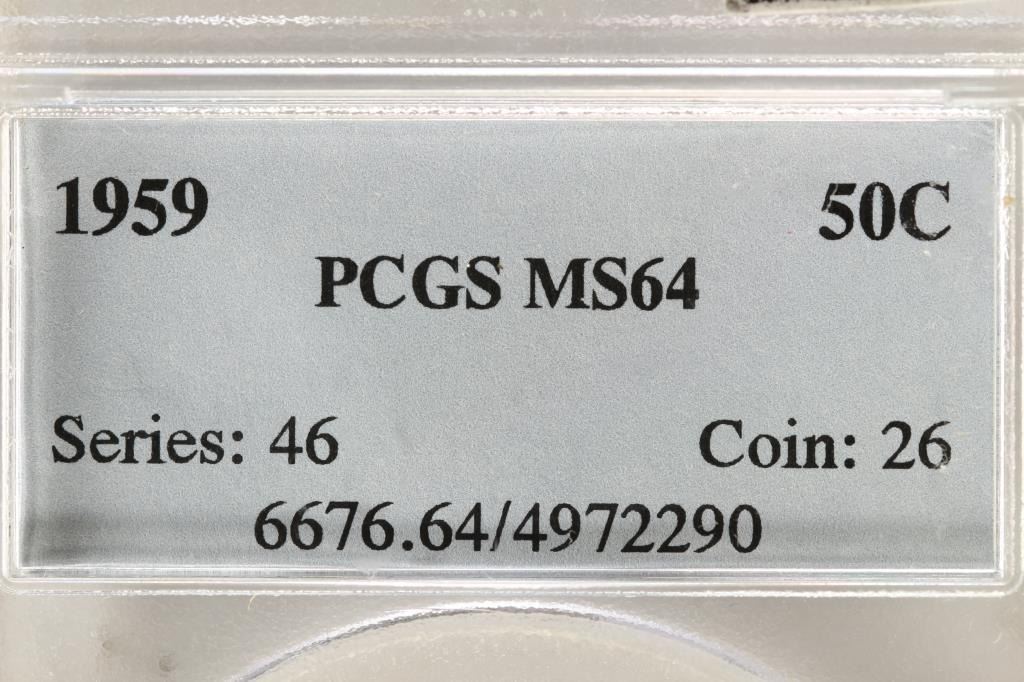 1959 50C
PCGS MS64
Series: 46 Coin: 26
6676.64/4972290